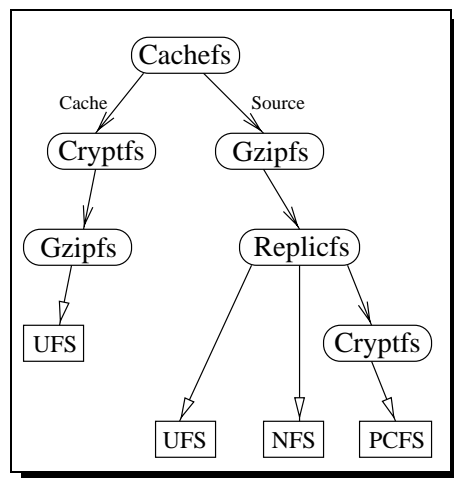 Cachefs
Cache
Source
Cryptfs
Gzipfs
Gzipfs
Replicfs
UFS
Cryptfs
UFS
NFS
PCFS